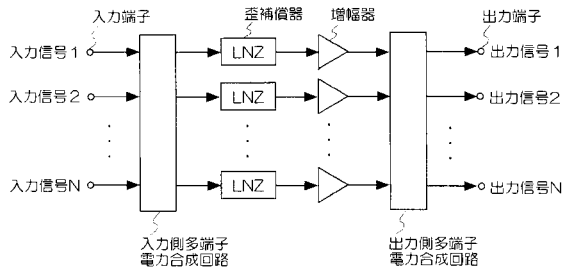 入力端子
歪補償器
増幅器
出力端子
入力信号1
LNZ
出力信号1
入力信号2
LNZ
出力信号2
入力信号N
LNZ
出力信号N
入力側多端子
電力合成回路
出力側多端子
電力合成回路